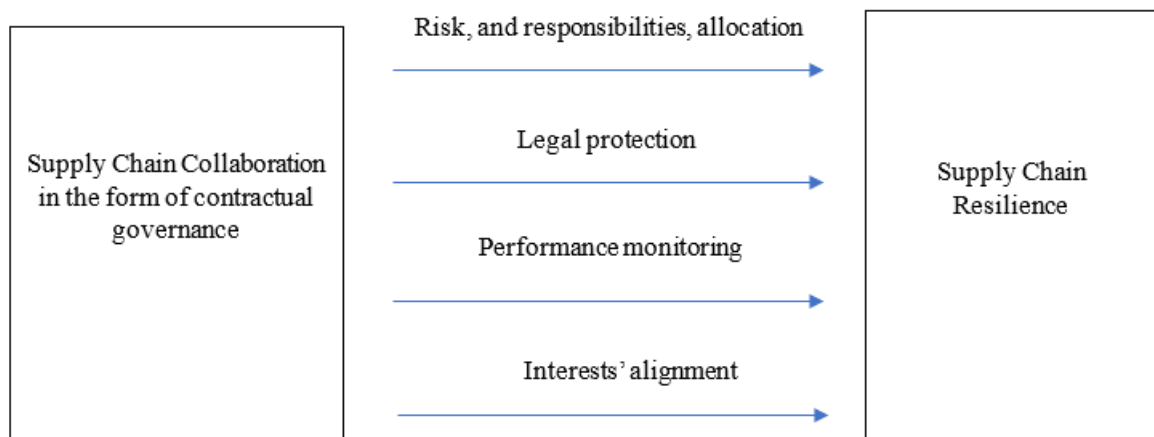 Risk, and responsibilities, allocation
Supply Chain Collaboration
in the form of contractual
governance
Legal protection
Performance monitoring
Interests’ alignment
Supply Chain
Resilience